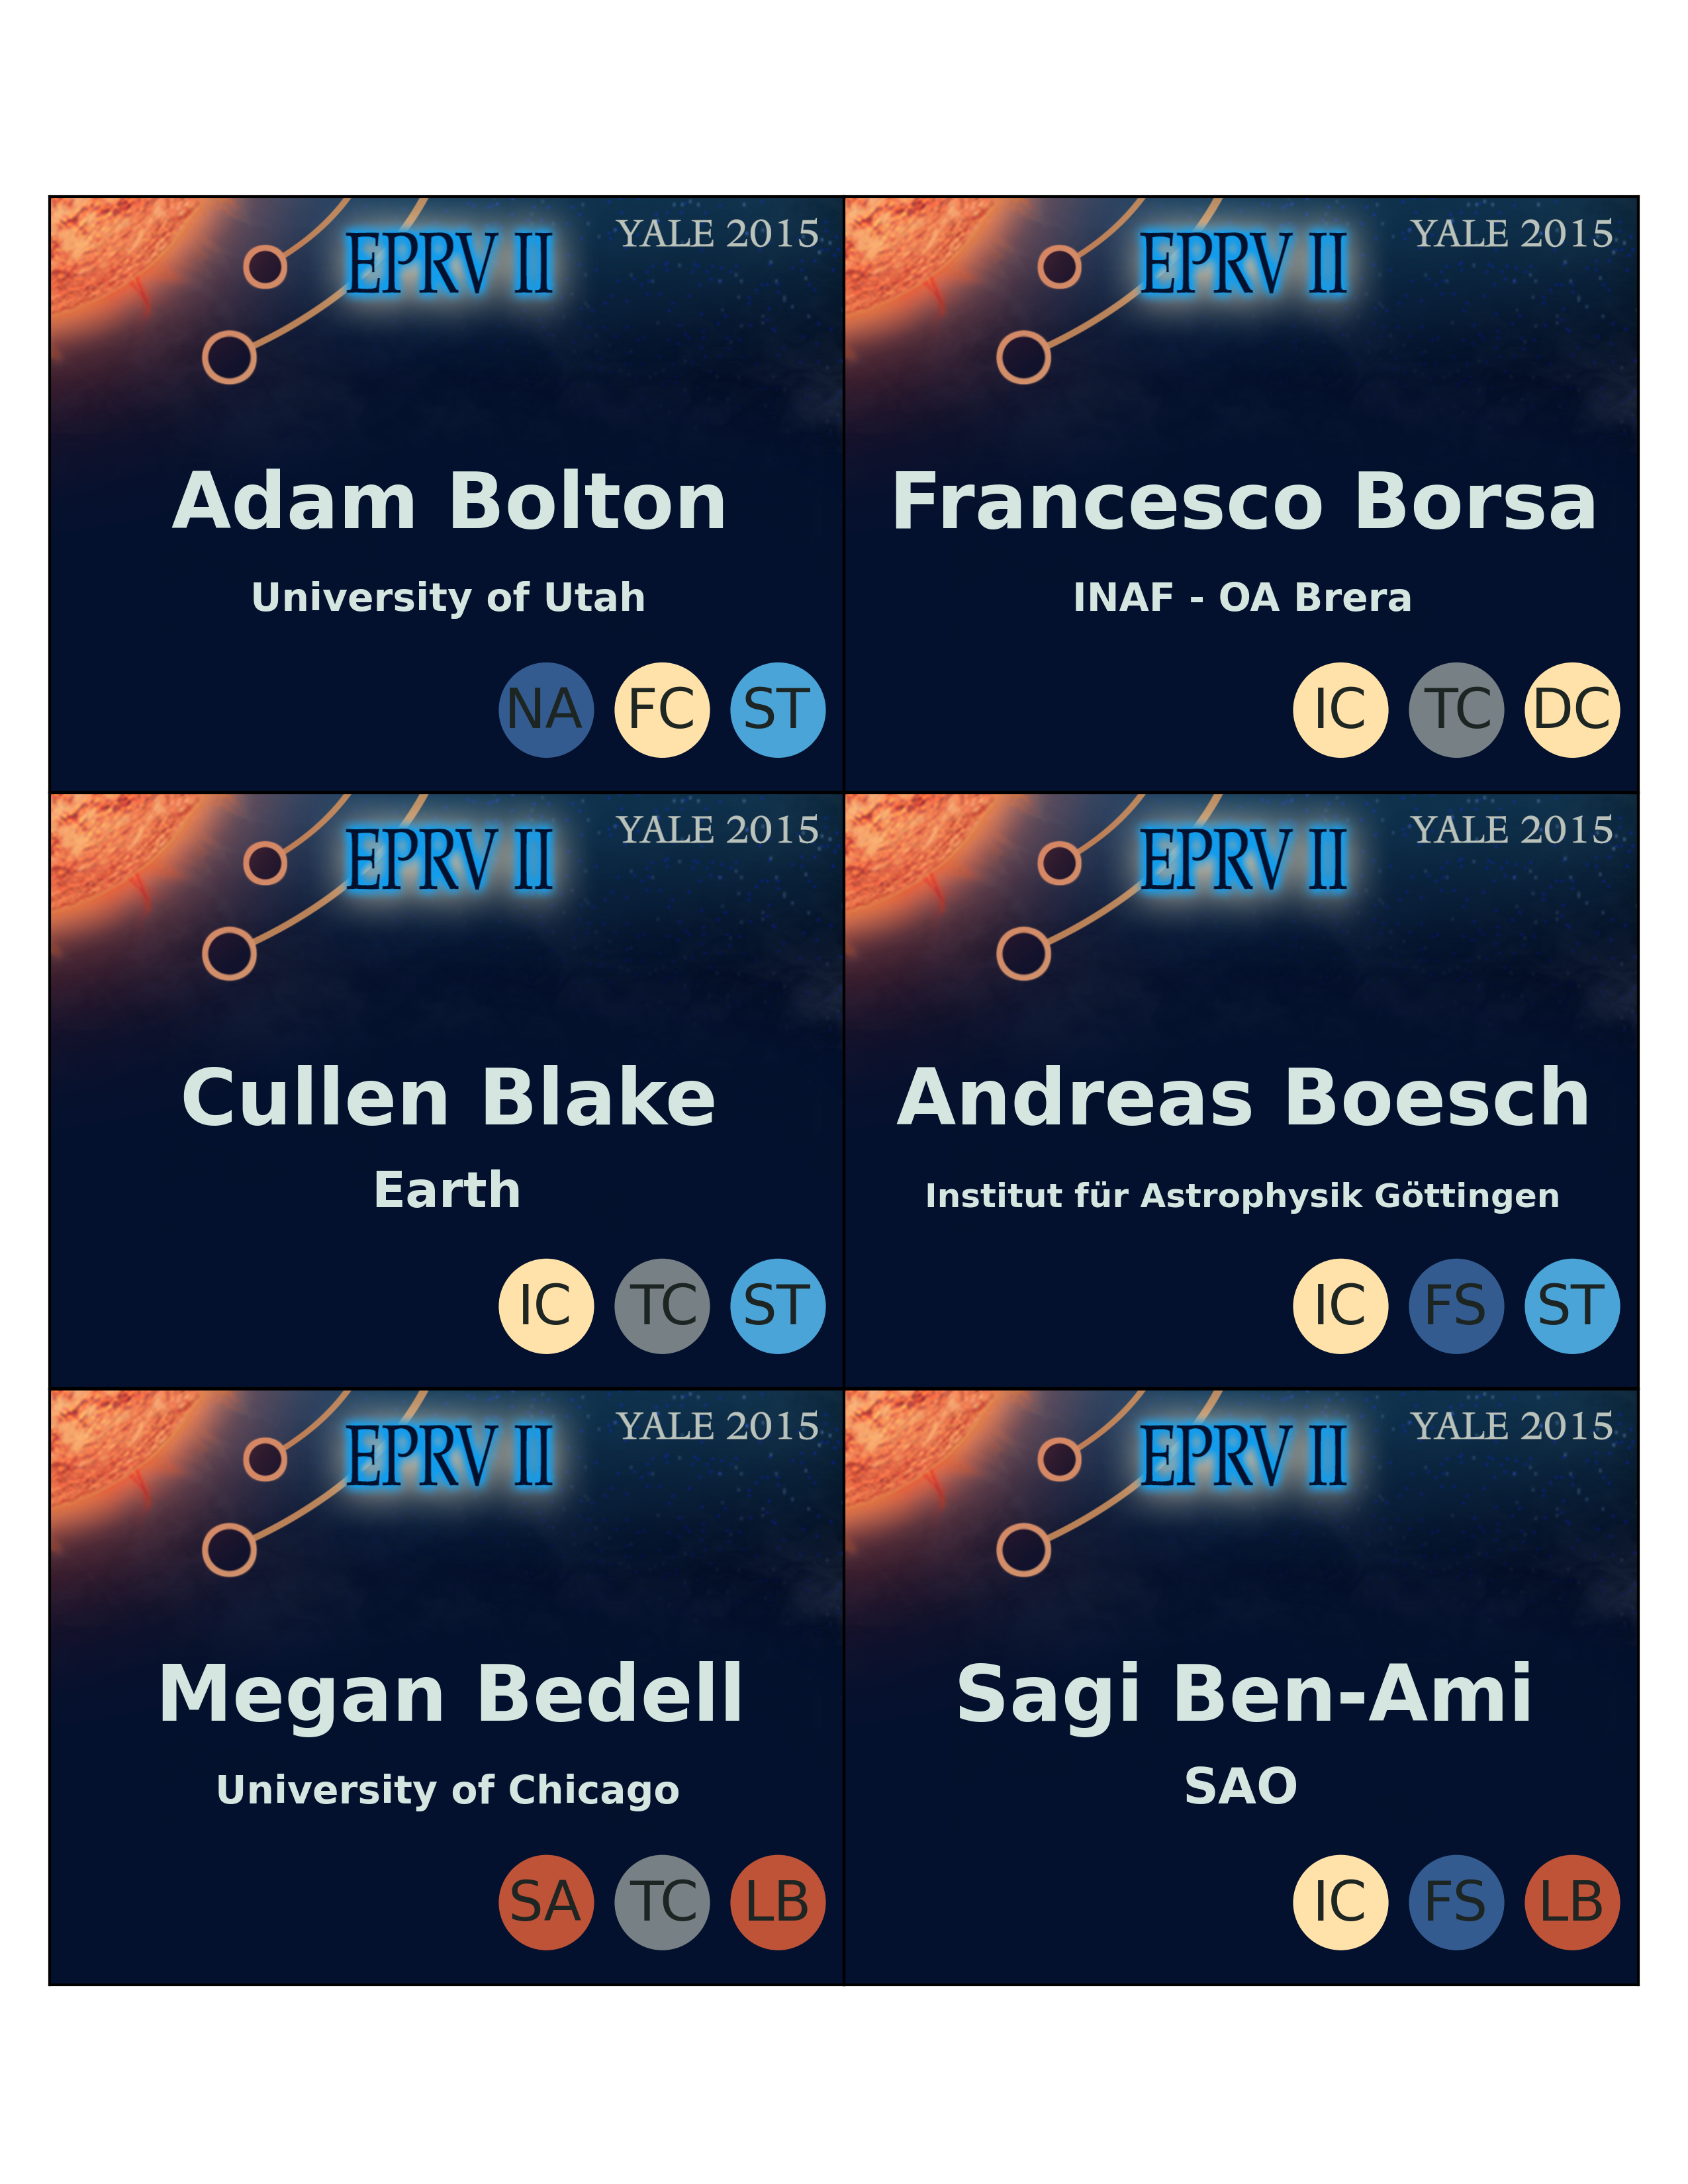 EPRV II
YALE 2015
Adam Bolton
University of Utah
NA FC ST
EPRV II
YALE 2015
Francesco Borsa
INAF - OA Brera
IC TC DC
EPRV II
YALE 2015
Cullen Blake
Earth
IC TC ST
EPRV II
YALE 2015
Andreas Boesch
Institut für Astrophysik Göttingen
IC FS ST
EPRV II
YALE 2015
Megan Bedell
University of Chicago
SA TC LB
EPRV II
YALE 2015
Sagi Ben-Ami
SAO
IC FS LB